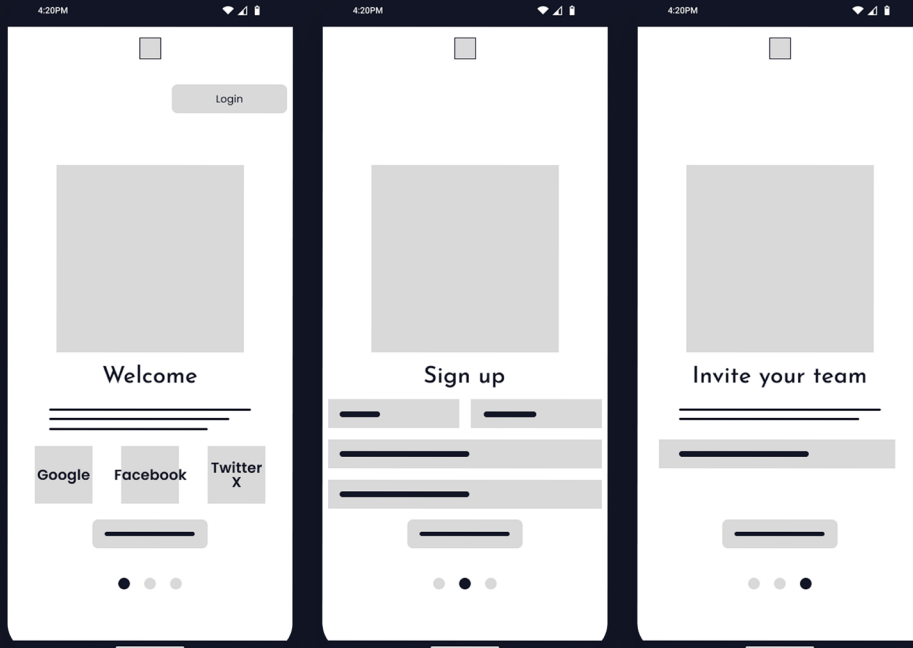 4:20PM
Login
Welcome
Google
Facebook
Twitter
X
4:20PM
Sign up
4:20PM
Invite your team